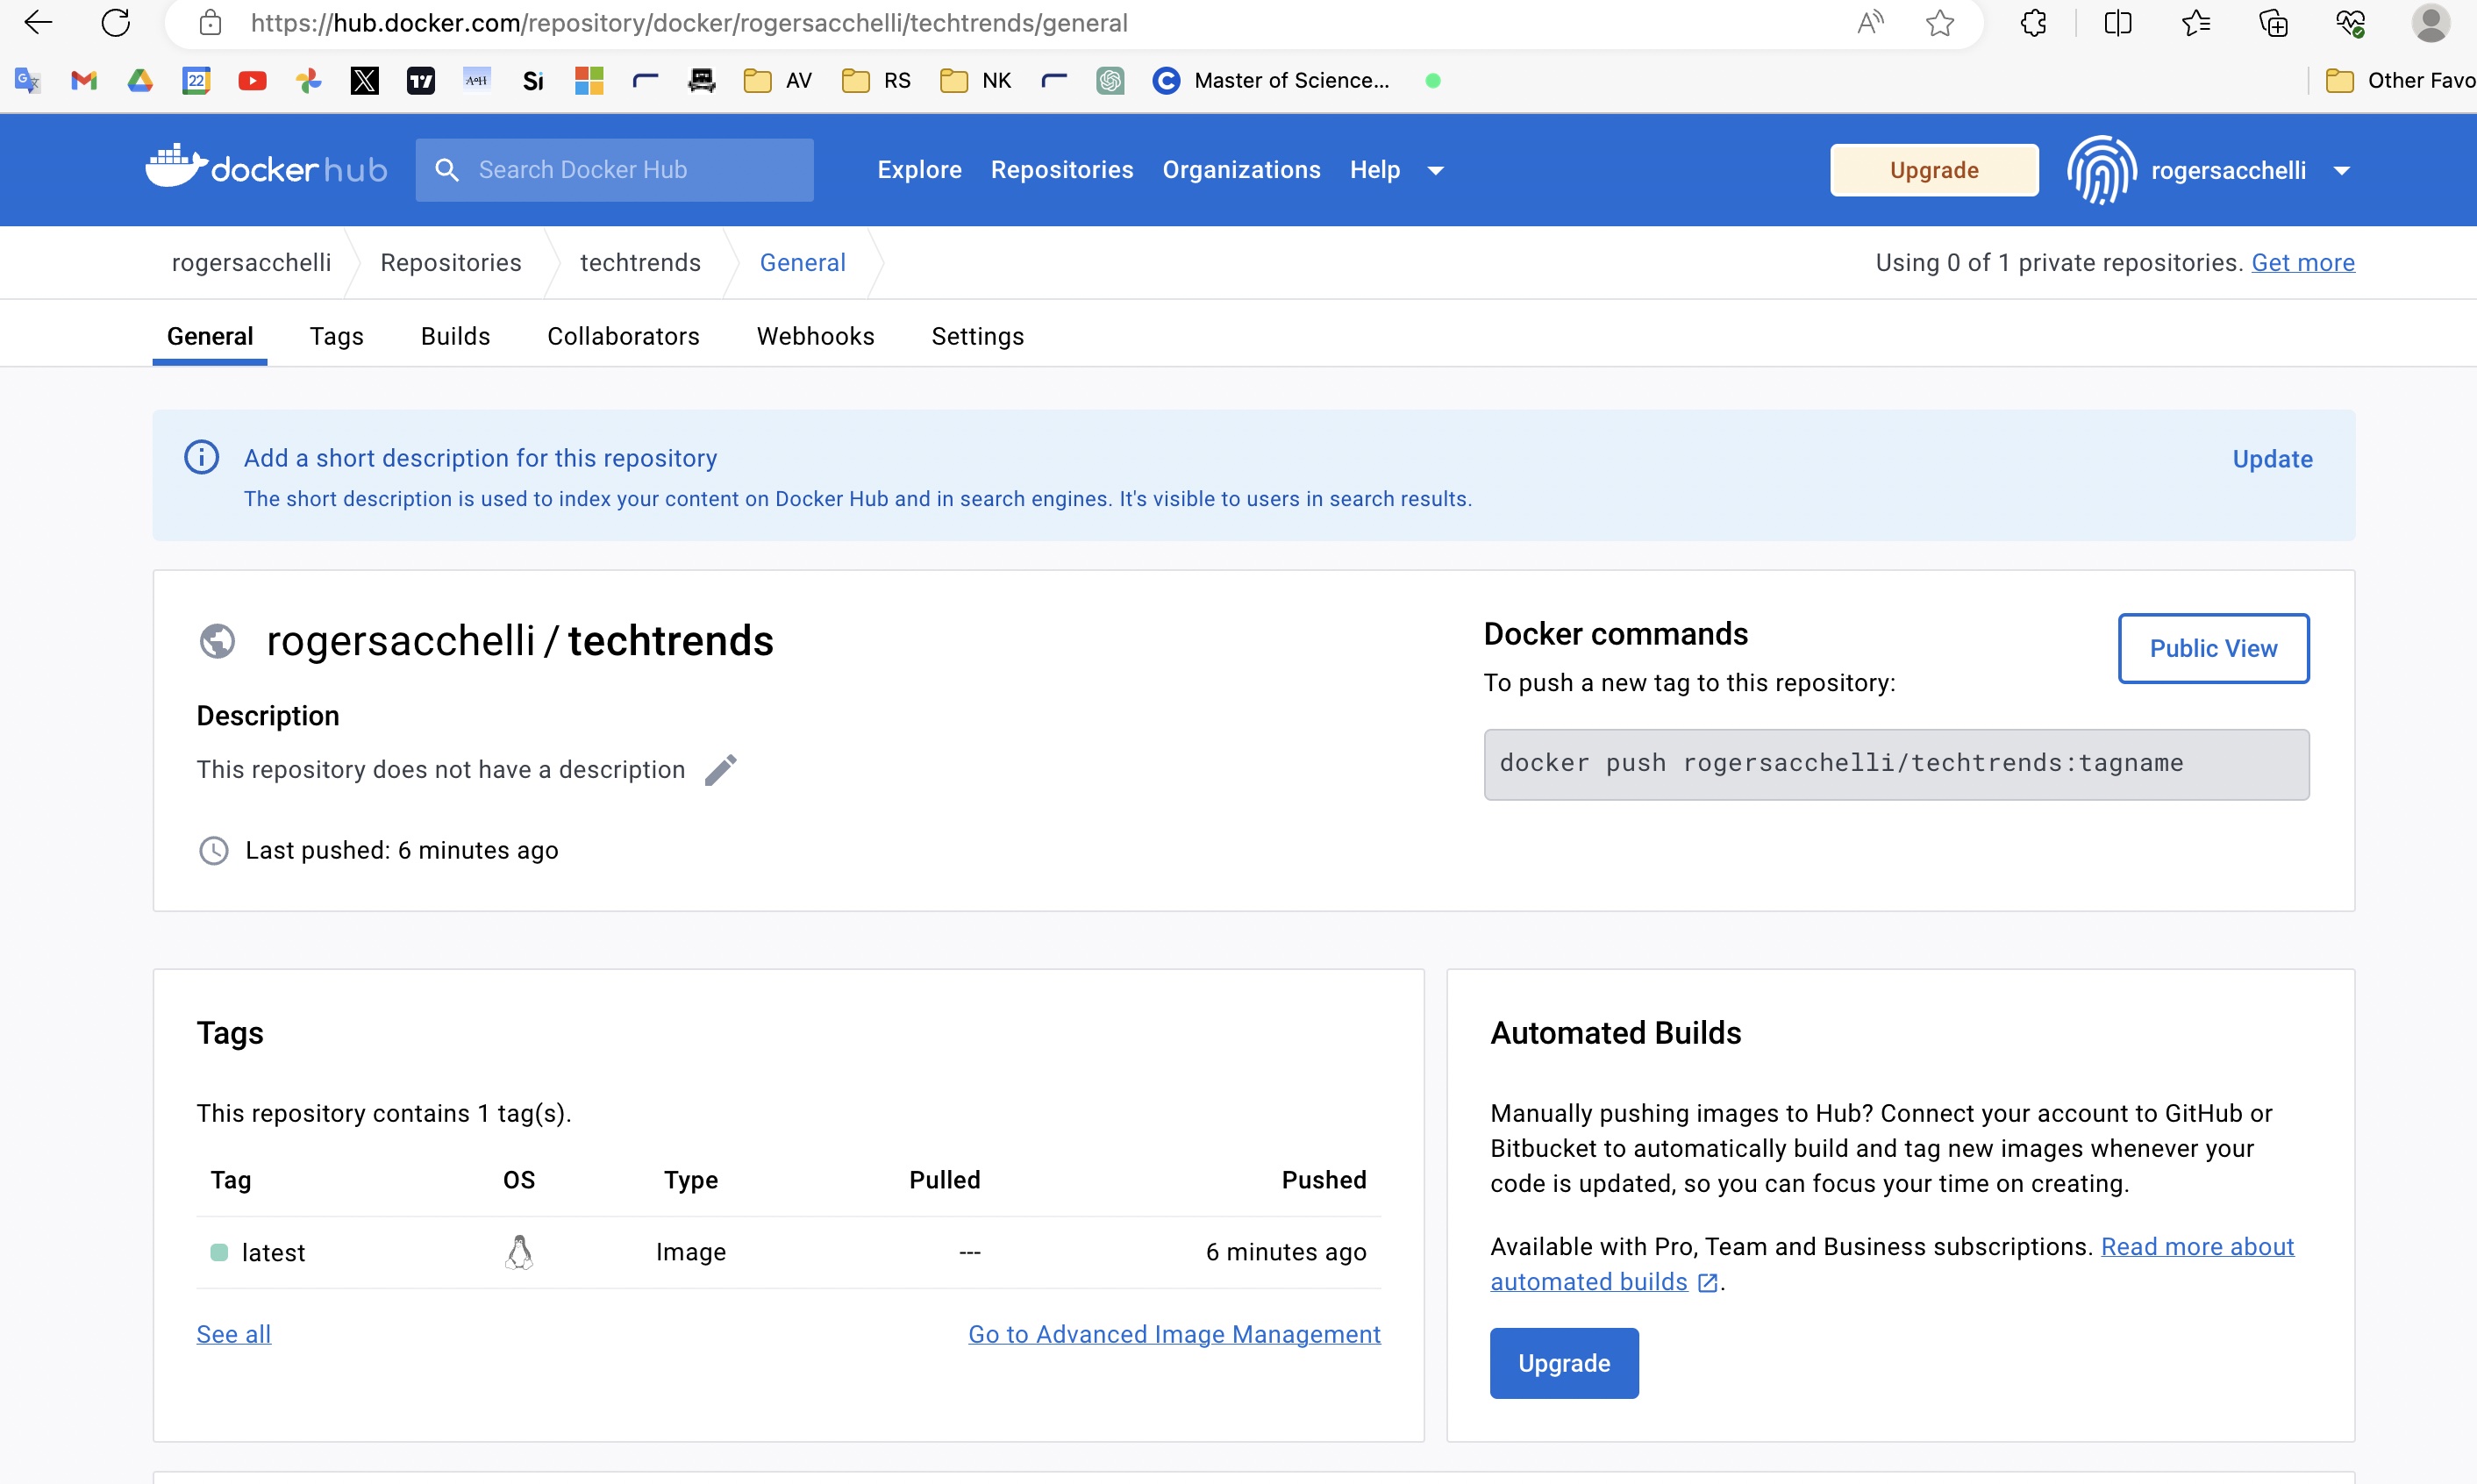 https://hub.docker.com/repository/docker/rogersacchelli/techtrends/general
22
A&H
Si
AV
RS
NK
Master of Science...
Other Favo
docker hub
Search Docker Hub
Explore
Repositories
Organizations
Help
Upgrade
rogersacchelli
rogersacchelli
Repositories
techtrends
General
Using 0 of 1 private repositories. Get more
General
Tags
Builds
Collaborators
Webhooks
Settings
Add a short description for this repository
Update
The short description is used to index your content on Docker Hub and in search engines. It's visible to users in search results.
rogersacchelli / techtrends
Description
This repository does not have a description
Last pushed: 6 minutes ago
Docker commands
Public View
To push a new tag to this repository:
docker push rogersacchelli/techtrends:tagname
Tags
This repository contains 1 tag(s).
Tag OS Type Pulled Pushed
latest Image --- 6 minutes ago
See all
Go to Advanced Image Management
Automated Builds
Manually pushing images to Hub? Connect your account to GitHub or
Bitbucket to automatically build and tag new images whenever your
code is updated, so you can focus your time on creating.
Available with Pro, Team and Business subscriptions. Read more about
automated builds .
Upgrade